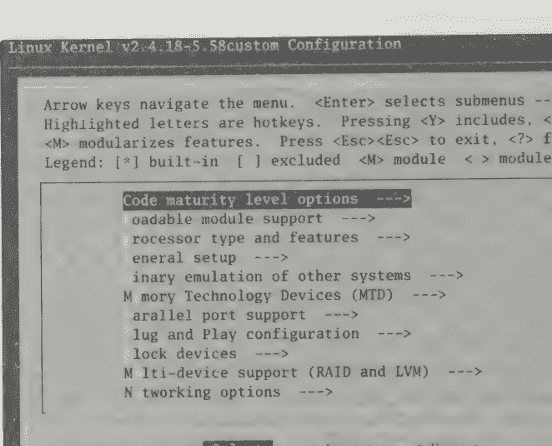 Linux Kernel v2.4.18-5.58custom Configuration
Arrow keys navigate the menu. <Enter> selects submenus --
Highlighted letters are hotkeys. Pressing <Y> includes, <
<M> modularizes features. Press <Esc><Esc> to exit, <?> f
Legend: [*] built-in [ ] excluded <M> module < > module
Code maturity level options --->
oadable module support --->
rocessor type and features --->
eneral setup --->
inary emulation of other systems --->
M mory Technology Devices (MTD) --->
arallel port support --->
lug and Play configuration --->
lock devices --->
M lti-device support (RAID and LVM) --->
N tworking options --->